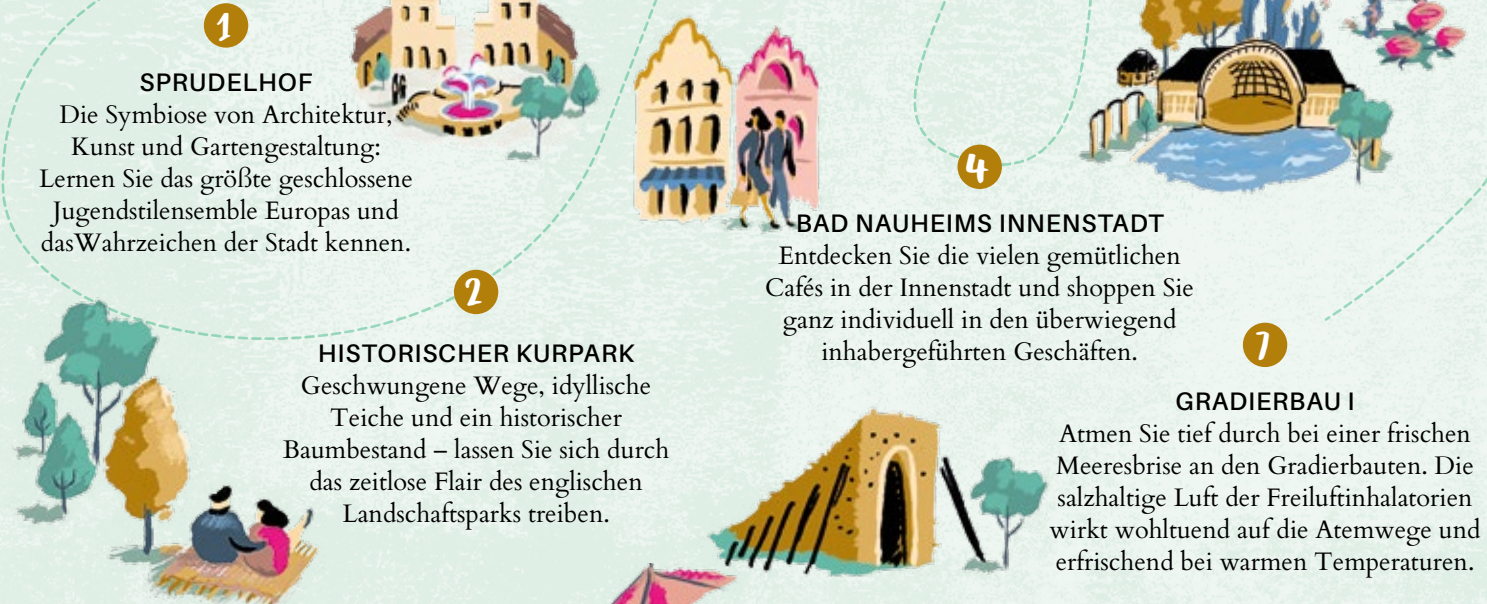 1
SPRUDELHOF
Die Symbiose von Architektur,
Kunst und Gartengestaltung:
Lernen Sie das größte geschlossene
Jugendstilensemble Europas und
dasWahrzeichen der Stadt kennen.
2
HISTORISCHER KURPARK
Geschwungene Wege, idyllische
Teiche und ein historischer
Baumbestand – lassen Sie sich durch
das zeitlose Flair des englischen
Landschaftsparks treiben.
4
BAD NAUHEIMS INNENSTADT
Entdecken Sie die vielen gemütlichen
Cafés in der Innenstadt und shoppen Sie
ganz individuell in den überwiegend
inhabergeführten Geschäften.
7
GRADIERBAU I
Atmen Sie tief durch bei einer frischen
Meeresbrise an den Gradierbauten. Die
salzhaltige Luft der Freiluftinhalatorien
wirkt wohltuend auf die Atemwege und
erfrischend bei warmen Temperaturen.